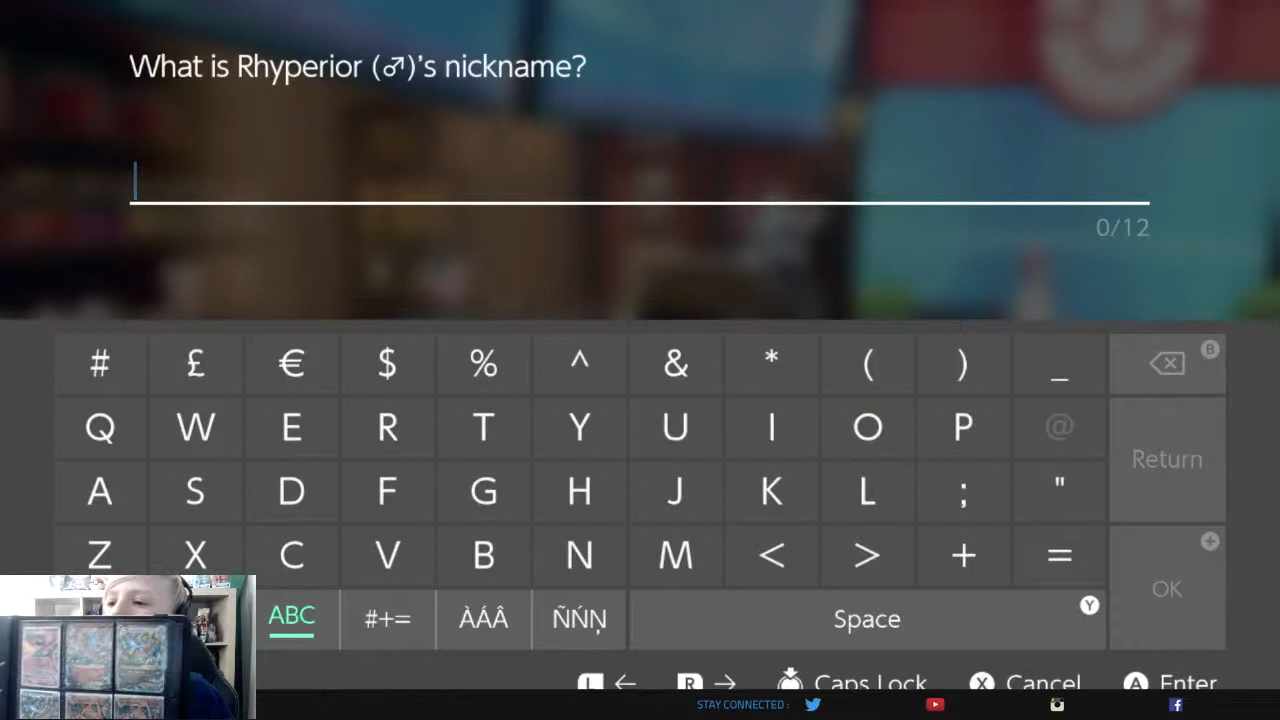 What is Rhyperior (♂)'s nickname?
0/12
# £ € $ % ^ & * ( ) _ B
Q W E R T Y U I O P @
Return
A S D F G H J K L ; "
Z X C V B N M < > + = +
OK
ABC #+= ÀÁÂ ÑŃŅ Space Y
L ← R → Caps Lock X Cancel A Enter
STAY CONNECTED :